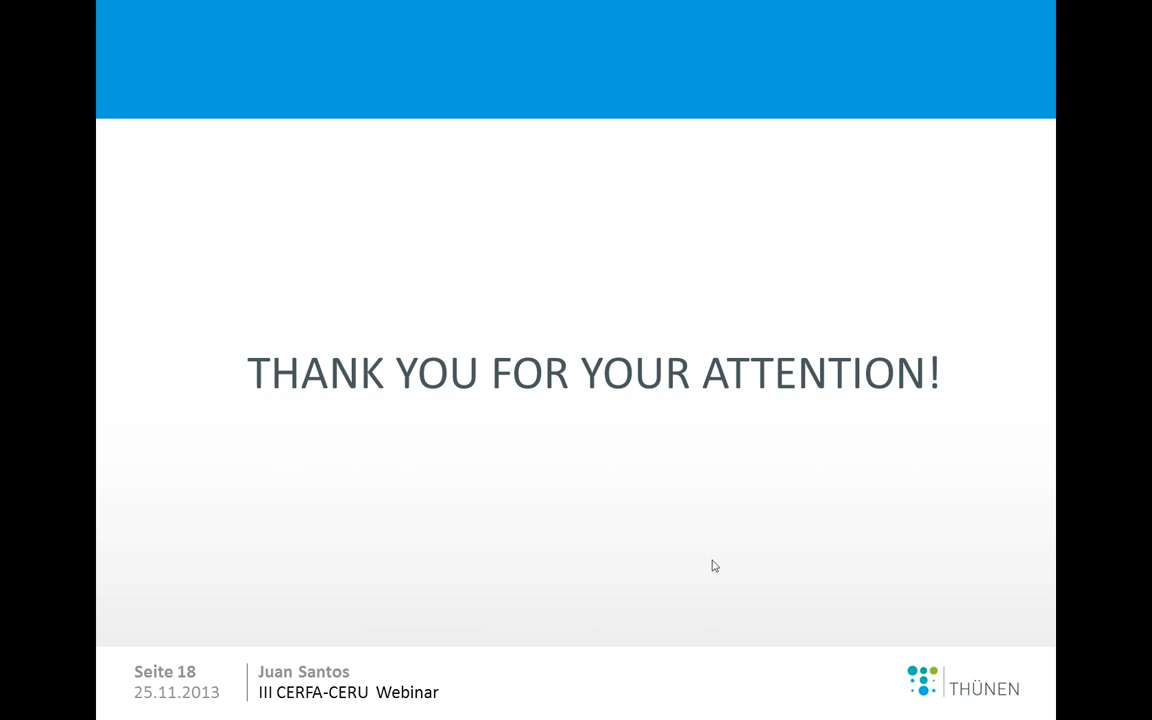 THANK YOU FOR YOUR ATTENTION!
Seite 18
25.11.2013
Juan Santos
III CERFA-CERU Webinar
THÜNEN